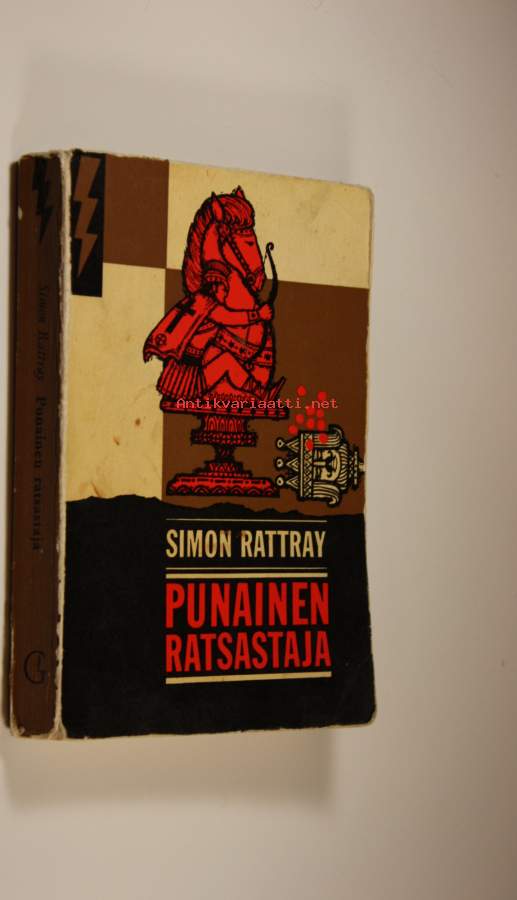 Antikvariaatti.net
SIMON RATTRAY
PUNAINEN
RATSASTAJA
Simon Rattray Punainen ratsastaja
G